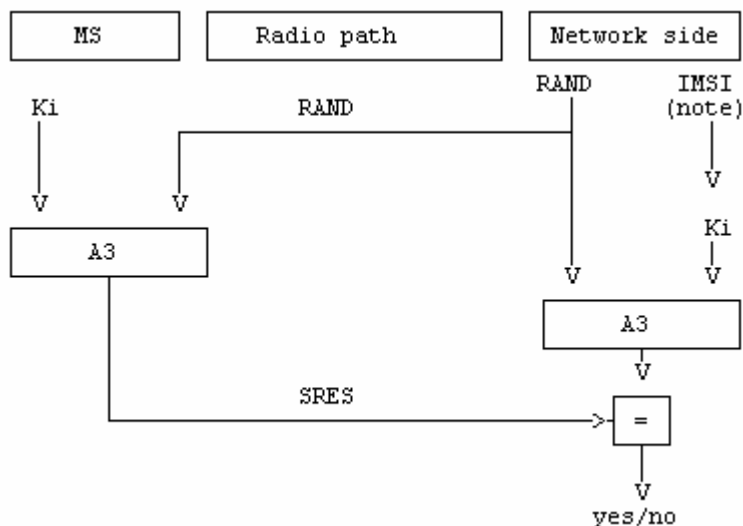 MS
Radio path
Network side
RAND
IMSI
(note)
Ki
RAND
Ki
A3
A3
SRES
=
yes/no